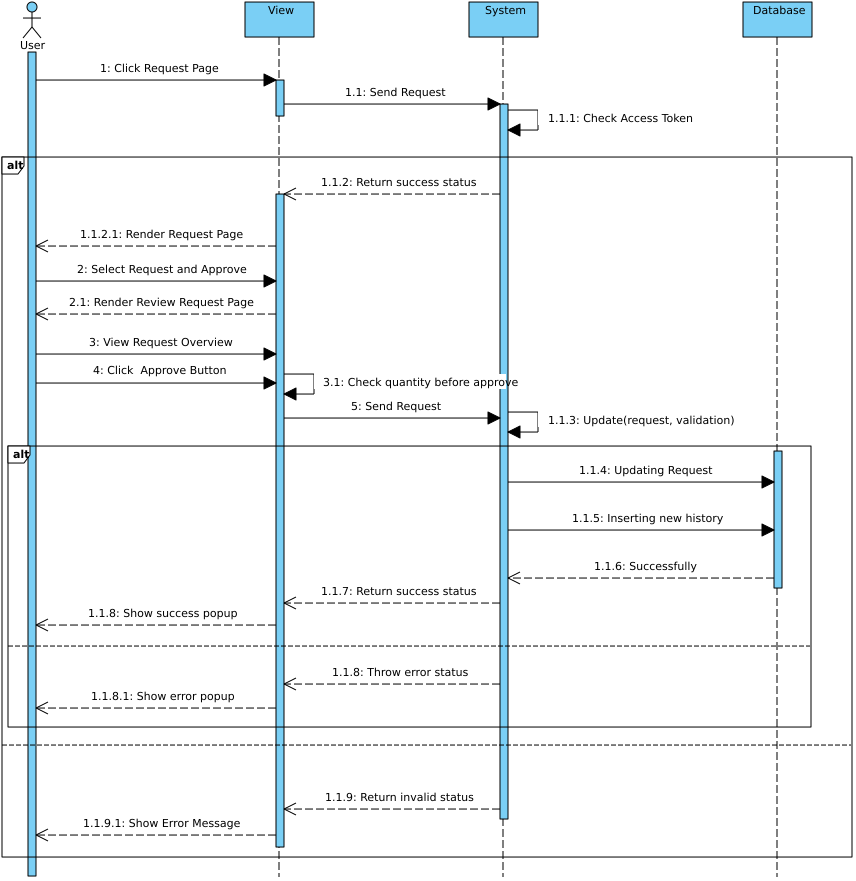 View
System
Database
User
1: Click Request Page
1.1: Send Request
1.1.1: Check Access Token
alt
1.1.2: Return success status
1.1.2.1: Render Request Page
2: Select Request and Approve
2.1: Render Review Request Page
3: View Request Overview
4: Click  Approve Button
3.1: Check quantity before approve
5: Send Request
1.1.3: Update(request, validation)
alt
1.1.4: Updating Request
1.1.5: Inserting new history
1.1.6: Successfully
1.1.7: Return success status
1.1.8: Show success popup
1.1.8: Throw error status
1.1.8.1: Show error popup
1.1.9: Return invalid status
1.1.9.1: Show Error Message